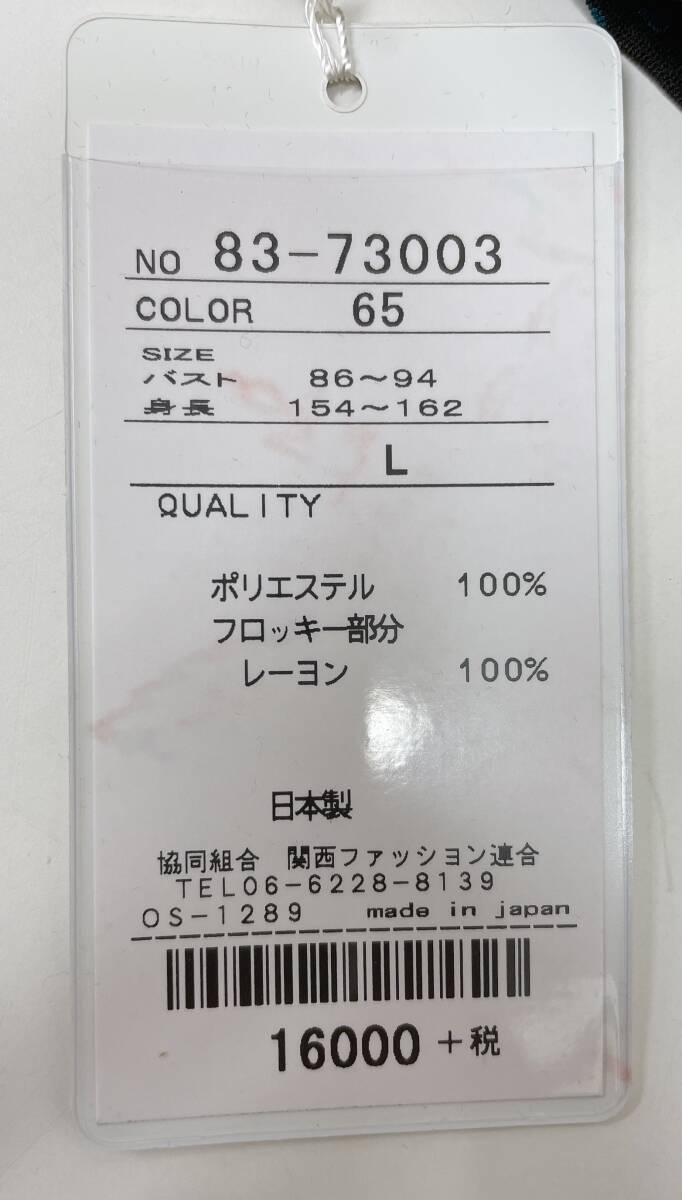 NO 83-73003
COLOR 65
SIZE
バスト 86～94
身長 154～162
L
QUALITY
ポリエステル 100%
フロッキー部分
レーヨン 100%
日本製
協同組合 関西ファッション連合
TEL06-6228-8139
OS-1289 made in japan
16000 +税